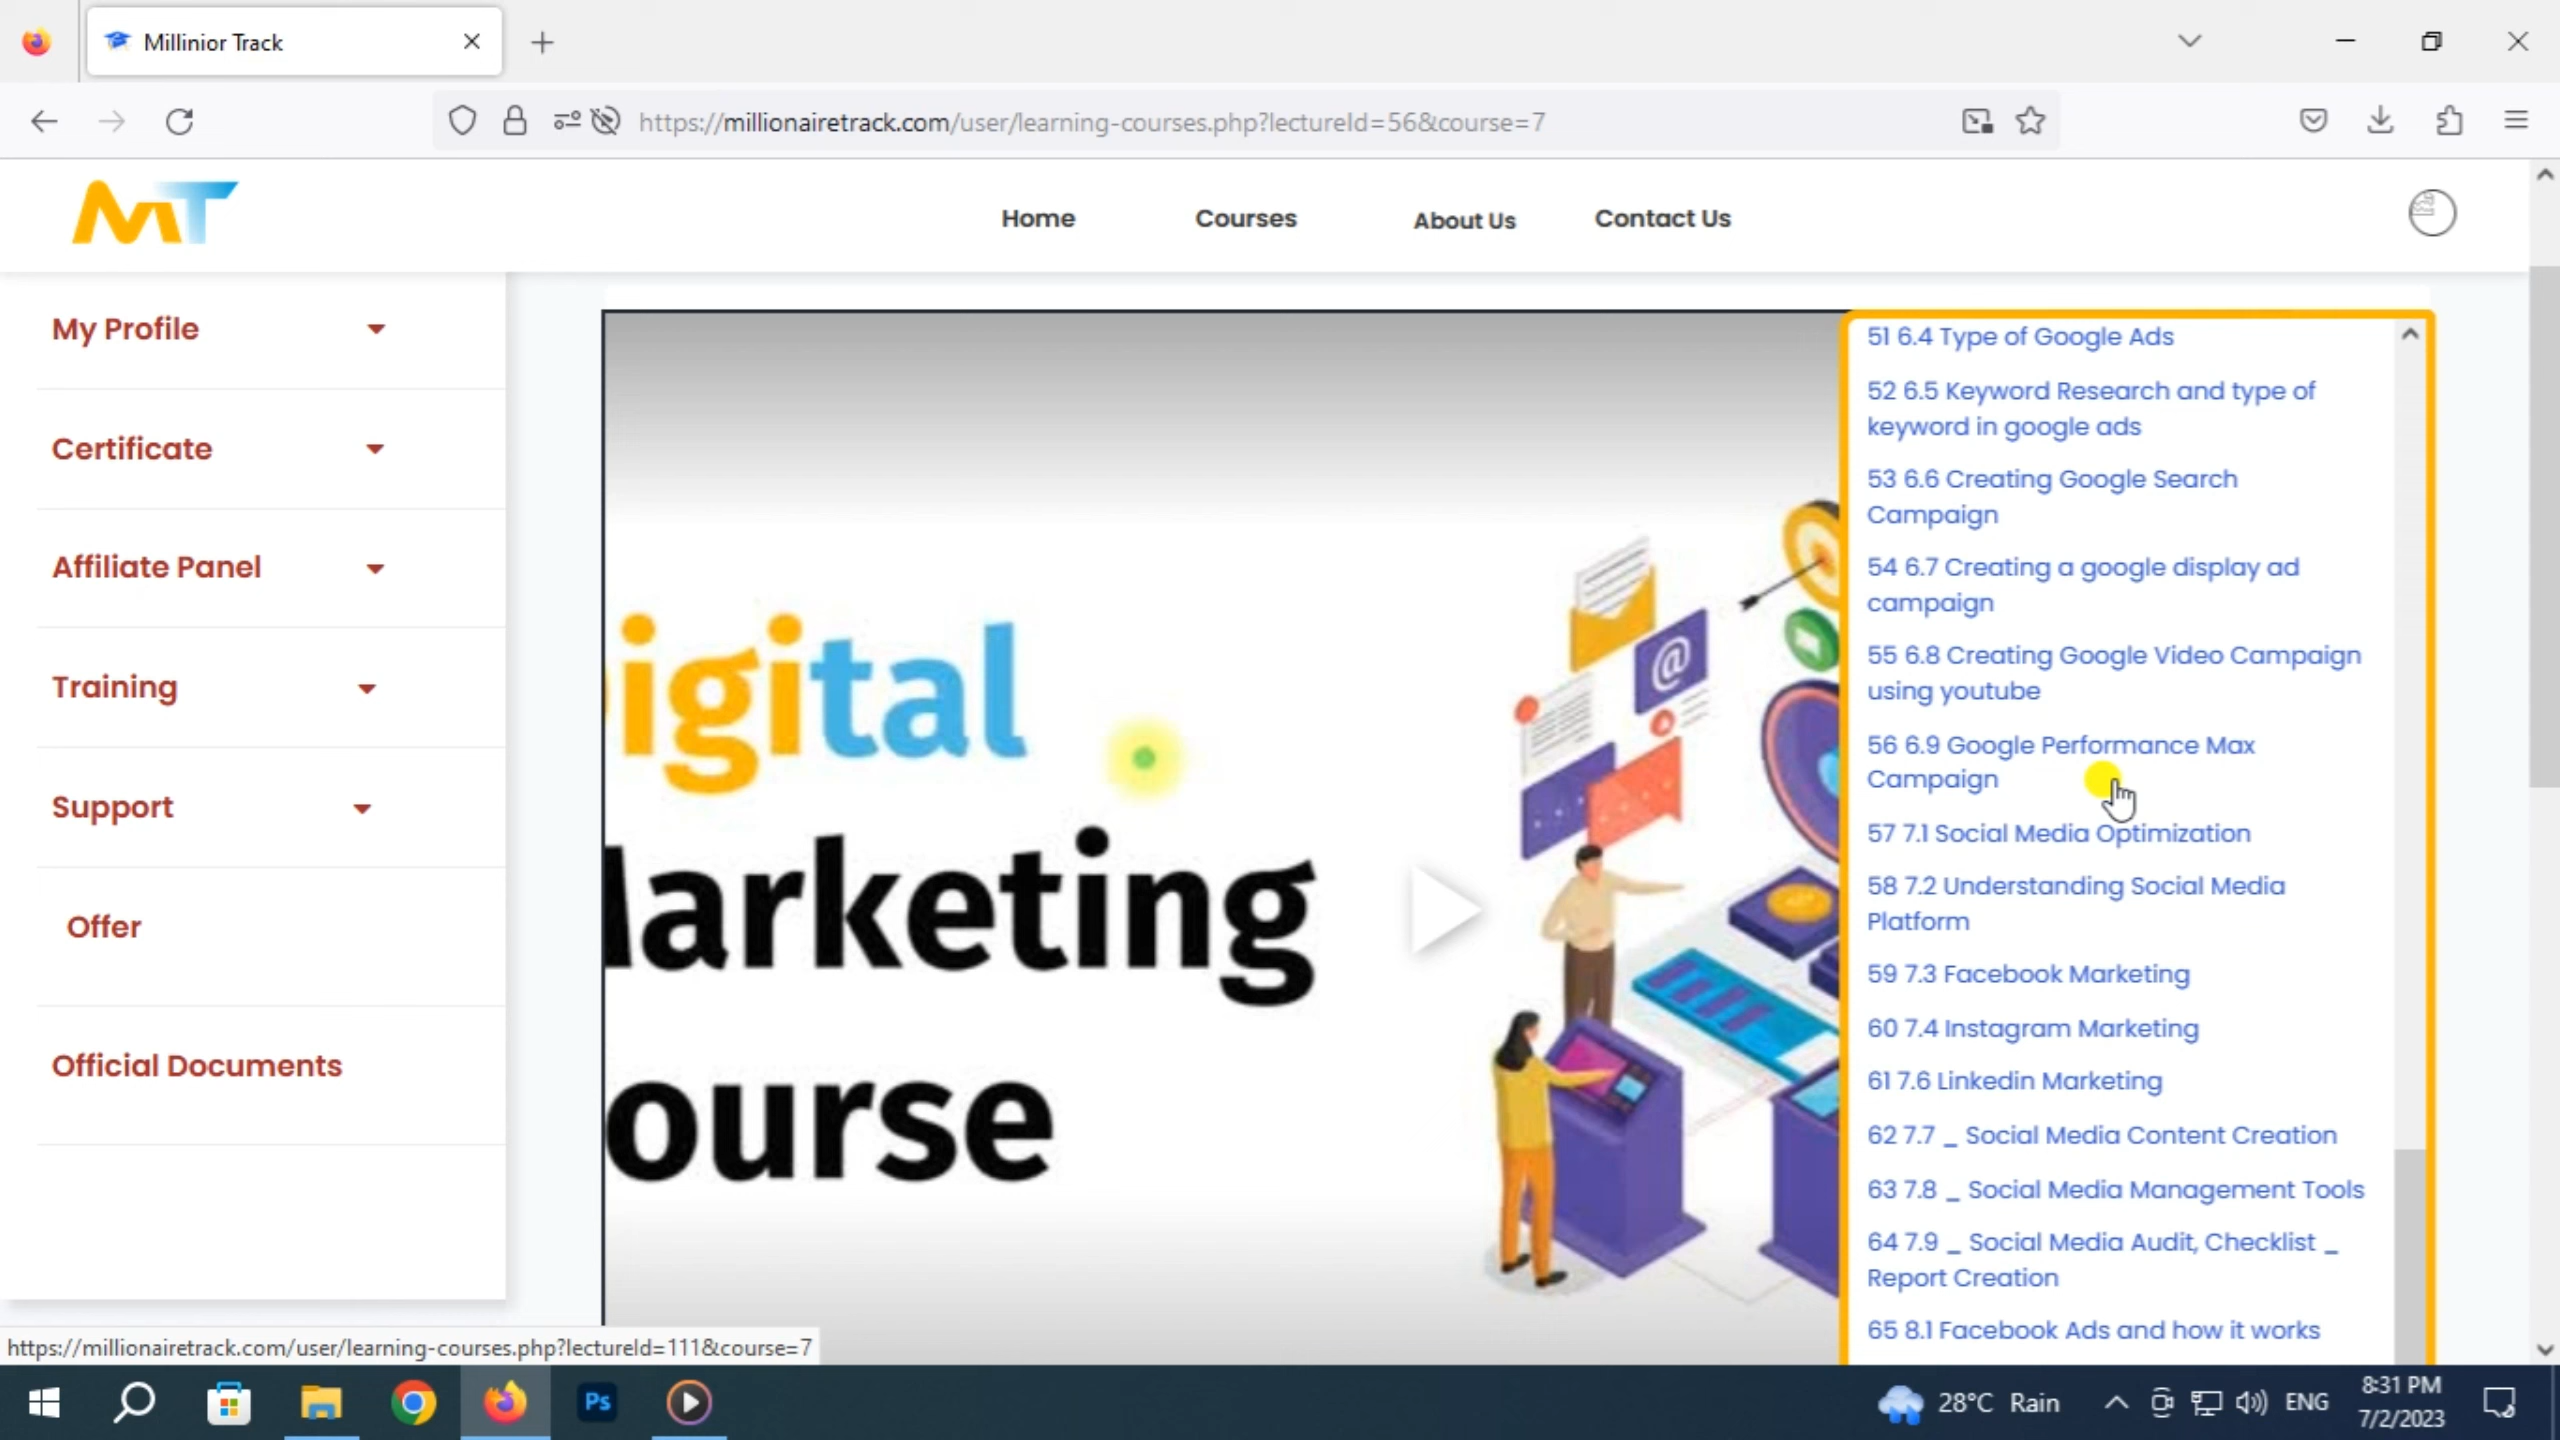 Millinior Track
https://millionairetrack.com/user/learning-courses.php?lectureId=56&course=7
MT
Home
Courses
About Us
Contact Us
My Profile
Certificate
Affiliate Panel
Training
Support
Offer
Official Documents
igital
Marketing
ourse
@
51 6.4 Type of Google Ads
52 6.5 Keyword Research and type of
keyword in google ads
53 6.6 Creating Google Search
Campaign
54 6.7 Creating a google display ad
campaign
55 6.8 Creating Google Video Campaign
using youtube
56 6.9 Google Performance Max
Campaign
57 7.1 Social Media Optimization
58 7.2 Understanding Social Media
Platform
59 7.3 Facebook Marketing
60 7.4 Instagram Marketing
61 7.6 Linkedin Marketing
62 7.7 _ Social Media Content Creation
63 7.8 _ Social Media Management Tools
64 7.9 _ Social Media Audit, Checklist _
Report Creation
65 8.1 Facebook Ads and how it works
https://millionairetrack.com/user/learning-courses.php?lectureId=111&course=7
Ps
28°C Rain
ENG
8:31 PM
7/2/2023